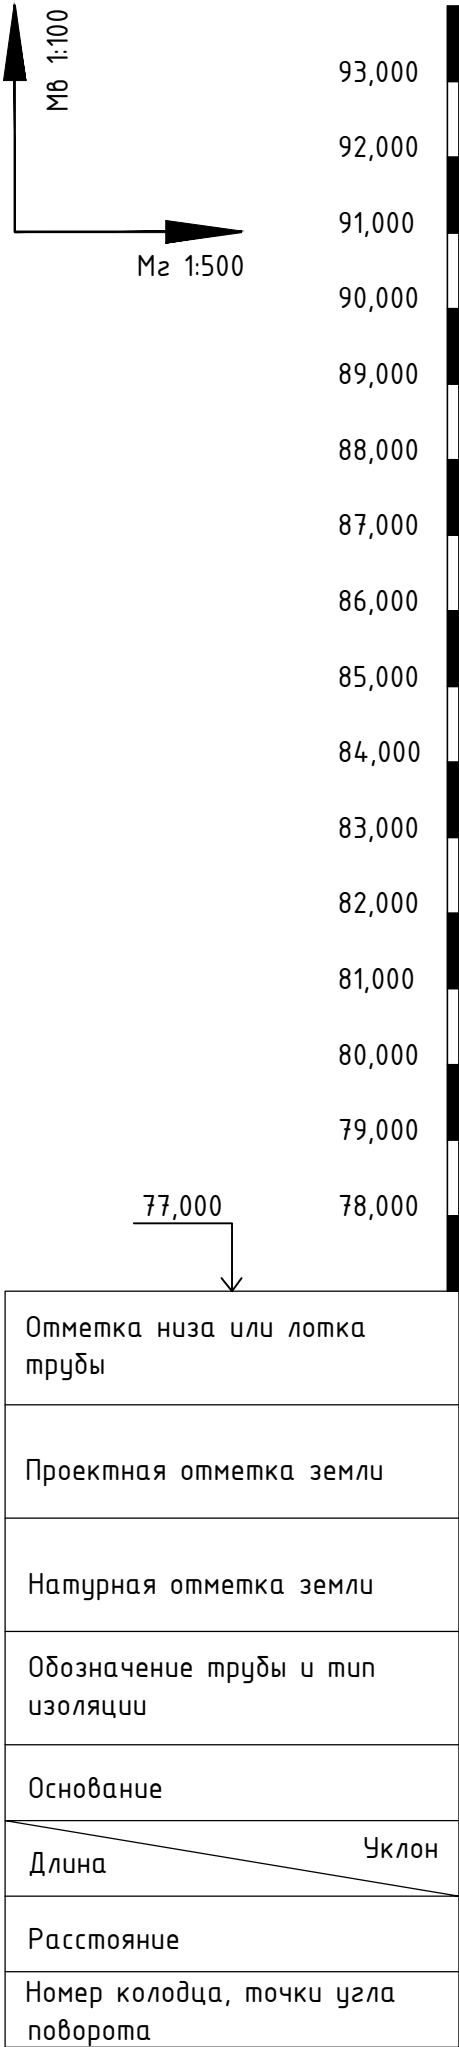 Мв 1:100
Мг 1:500
93,000
92,000
91,000
90,000
89,000
88,000
87,000
86,000
85,000
84,000
83,000
82,000
81,000
80,000
79,000
77,000
78,000
Отметка низа или лотка
трубы
Проектная отметка земли
Натурная отметка земли
Обозначение трубы и тип
изоляции
Основание
Уклон
Длина
Расстояние
Номер колодца, точки угла
поворота